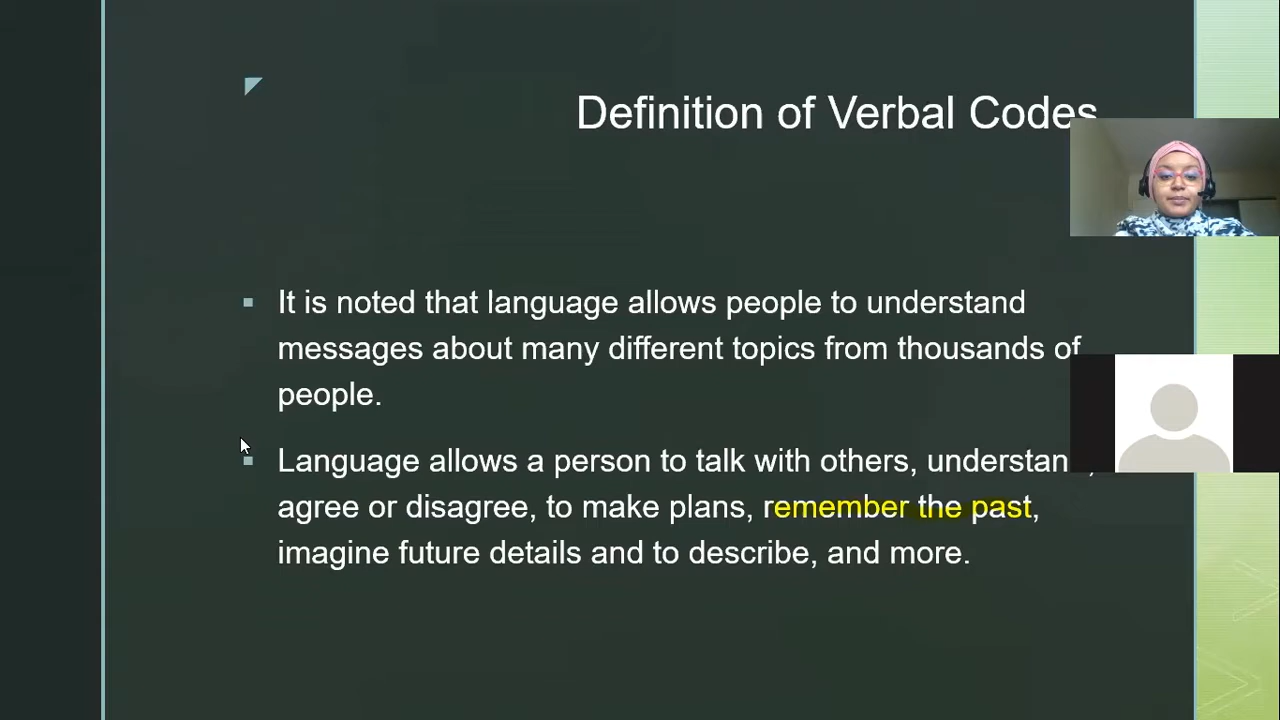 Definition of Verbal Codes
It is noted that language allows people to understand
messages about many different topics from thousands of
people.
Language allows a person to talk with others, understan,
agree or disagree, to make plans, remember the past,
imagine future details and to describe, and more.